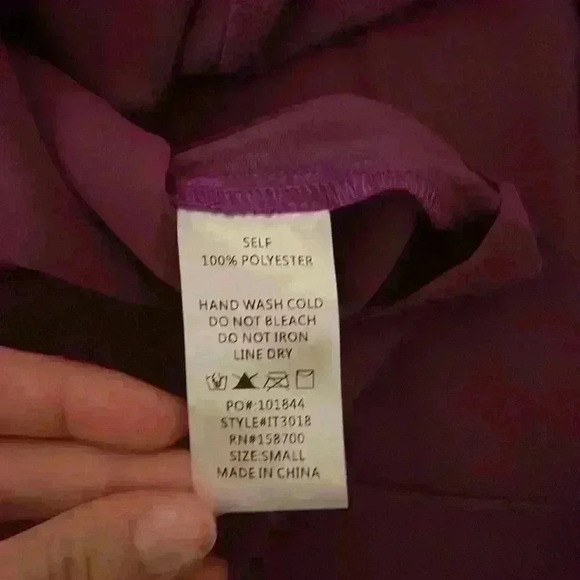 SELF
100% POLYESTER
HAND WASH COLD
DO NOT BLEACH
DO NOT IRON
LINE DRY
PO#:101844
STYLE#IT3018
RN#158700
SIZE:SMALL
MADE IN CHINA